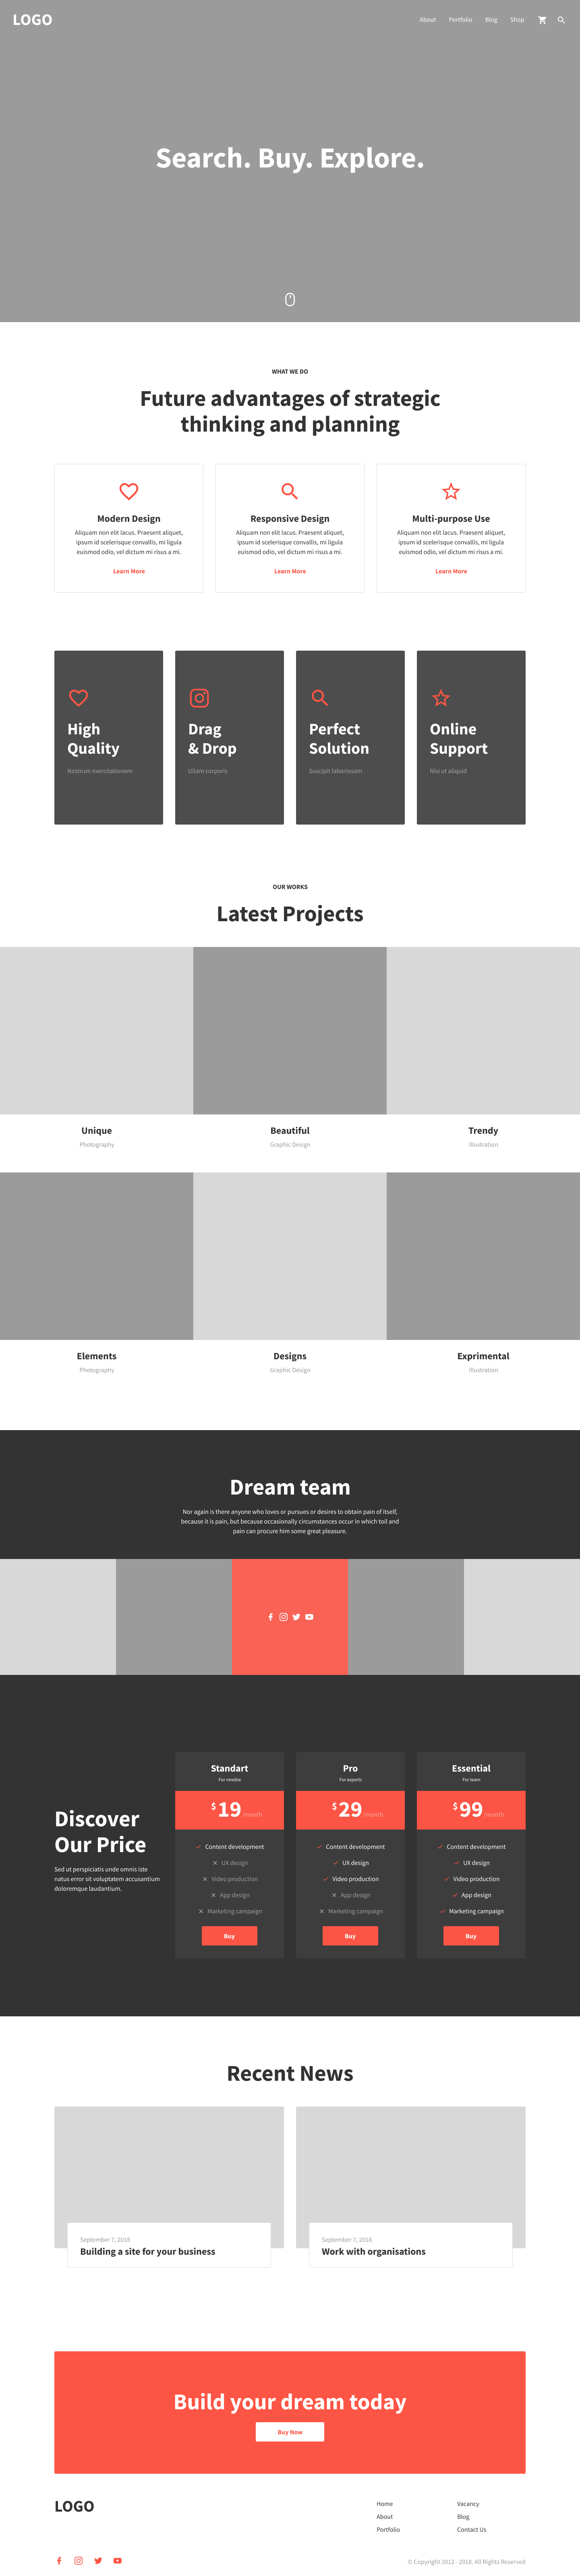 LOGO
About Portfolio Blog Shop
Search. Buy. Explore.
WHAT WE DO
Future advantages of strategic
thinking and planning
Modern Design
Aliquam non elit lacus. Praesent aliquet,
ipsum id scelerisque convallis, mi ligula
euismod odio, vel dictum mi risus a mi.
Learn More
Responsive Design
Aliquam non elit lacus. Praesent aliquet,
ipsum id scelerisque convallis, mi ligula
euismod odio, vel dictum mi risus a mi.
Learn More
Multi-purpose Use
Aliquam non elit lacus. Praesent aliquet,
ipsum id scelerisque convallis, mi ligula
euismod odio, vel dictum mi risus a mi.
Learn More
High
Quality
Nostrum exercitationem
Drag
& Drop
Ullam corporis
Perfect
Solution
Suscipit laboriosam
Online
Support
Nisi ut aliquid
OUR WORKS
Latest Projects
Unique
Photography
Beautiful
Graphic Design
Trendy
Illustration
Elements
Photography
Designs
Graphic Design
Exprimental
Illustration
Dream team
Nor again is there anyone who loves or pursues or desires to obtain pain of itself,
because it is pain, but because occasionally circumstances occur in which toil and
pain can procure him some great pleasure.
Discover
Our Price
Sed ut perspiciatis unde omnis iste
natus error sit voluptatem accusantium
doloremque laudantium.
Standart
For newbie
$19 /month
Content development
UX design
Video production
App design
Marketing campaign
Buy
Pro
For experts
$29 /month
Content development
UX design
Video production
App design
Marketing campaign
Buy
Essential
For team
$99 /month
Content development
UX design
Video production
App design
Marketing campaign
Buy
Recent News
September 7, 2018
Building a site for your business
September 7, 2018
Work with organisations
Build your dream today
Buy Now
LOGO
Home
About
Portfolio
Vacancy
Blog
Contact Us
© Copyright 2012 - 2018. All Rights Reserved